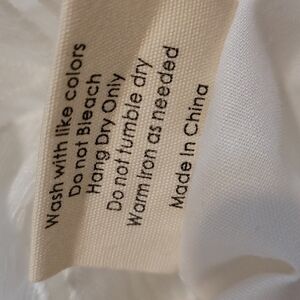 Wash with like colors
Do not Bleach
Hang Dry Only
Do not tumble dry
Warm Iron as needed
Made In China